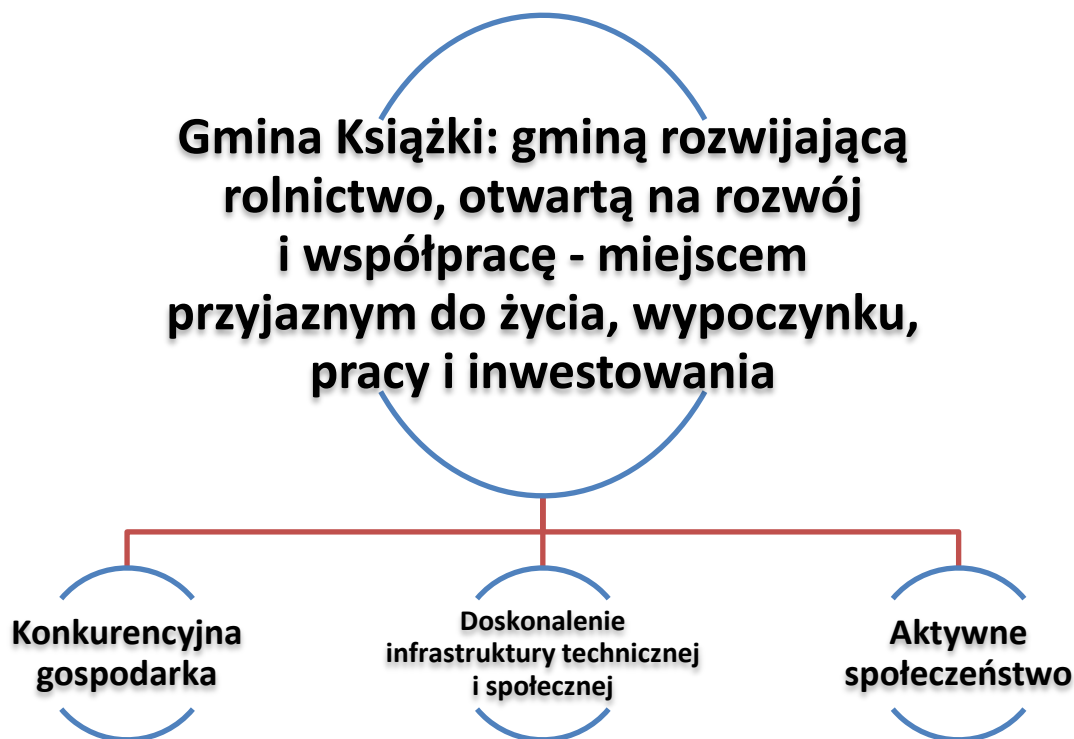 Gmina Książki: gminą rozwijającą
rolnictwo, otwartą na rozwój
i współpracę - miejscem
przyjaznym do życia, wypoczynku,
pracy i inwestowania
Konkurencyjna
gospodarka
Doskonalenie
infrastruktury technicznej
i społecznej
Aktywne
społeczeństwo